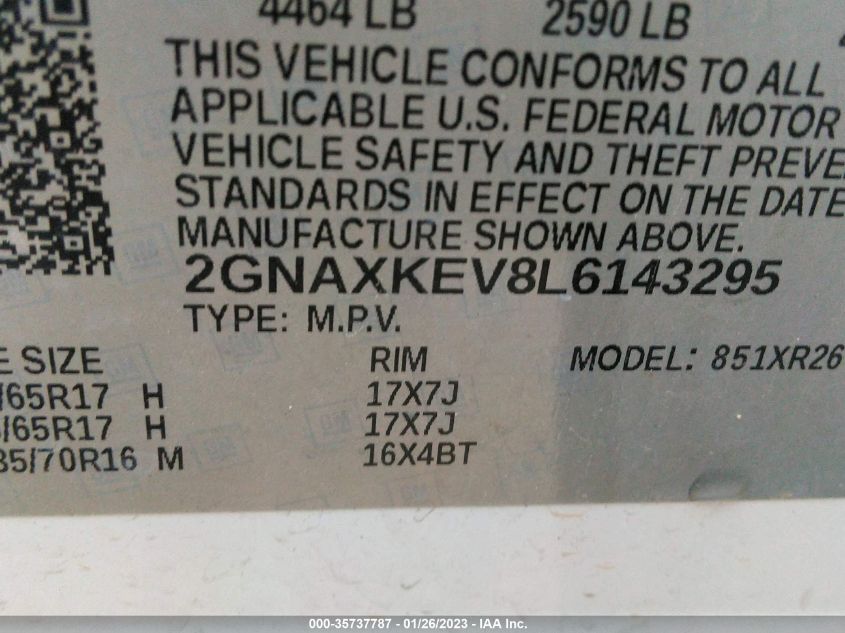 4464 LB 2590 LB
THIS VEHICLE CONFORMS TO ALL
APPLICABLE U.S. FEDERAL MOTOR
VEHICLE SAFETY AND THEFT PREVE
STANDARDS IN EFFECT ON THE DATE
MANUFACTURE SHOWN ABOVE.
2GNAXKEV8L6143295
TYPE: M.P.V.
E SIZE RIM MODEL: 851XR26
/65R17 H 17X7J
/65R17 H 17X7J
35/70R16 M 16X4BT
000-35737787 - 01/26/2023 - IAA Inc.